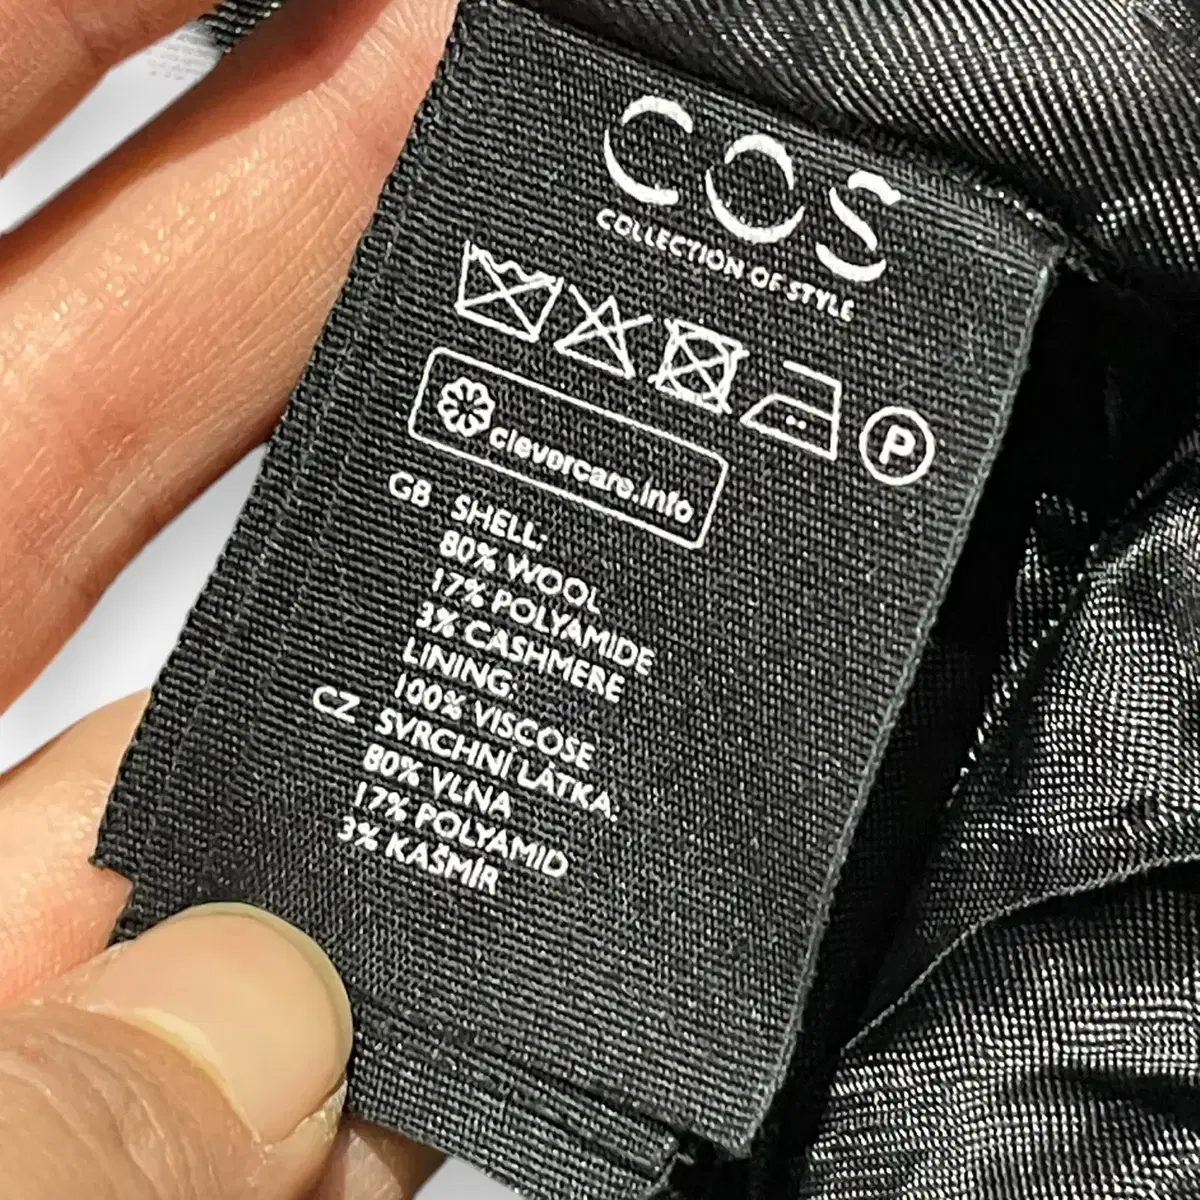 COS
COLLECTION OF STYLE
P
clevercare.info
GB SHELL:
80% WOOL
17% POLYAMIDE
3% CASHMERE
LINING:
100% VISCOSE
CZ SVRCHNÍ LÁTKA:
80% VLNA
17% POLYAMID
3% KAŠMÍR